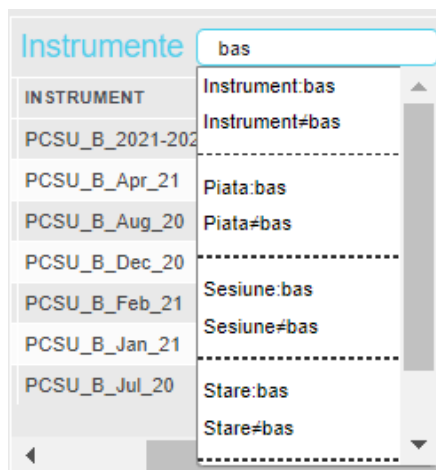 Instrumente bas
INSTRUMENT
PCSU_B_2021-202
PCSU_B_Apr_21
PCSU_B_Aug_20
PCSU_B_Dec_20
PCSU_B_Feb_21
PCSU_B_Jan_21
PCSU_B_Jul_20
Instrument:bas
Instrument≠bas
Piata:bas
Piata≠bas
Sesiune:bas
Sesiune≠bas
Stare:bas
Stare≠bas